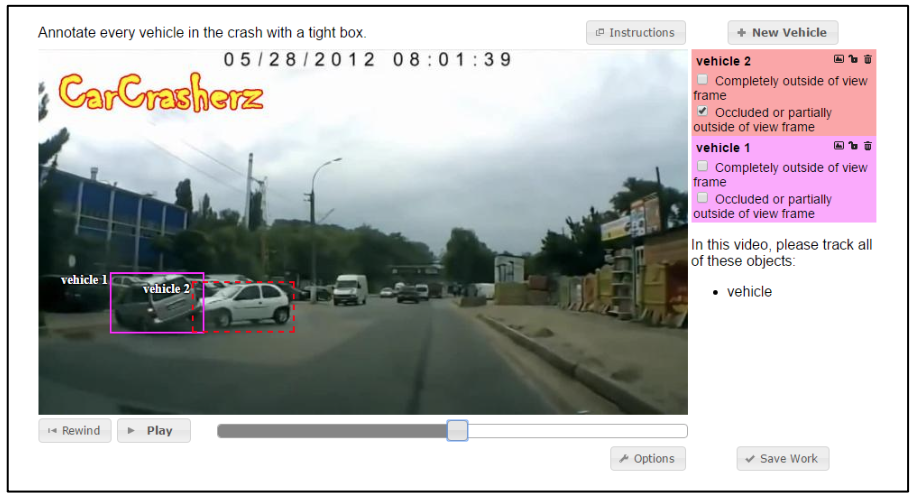 Annotate every vehicle in the crash with a tight box.
Instructions
New Vehicle
05/28/2012 08:01:39
CarCrasherz
vehicle 1
vehicle 2
vehicle 2
Completely outside of view
frame
Occluded or partially
outside of view frame
vehicle 1
Completely outside of view
frame
Occluded or partially
outside of view frame
In this video, please track all
of these objects:
• vehicle
Rewind
Play
Options
Save Work